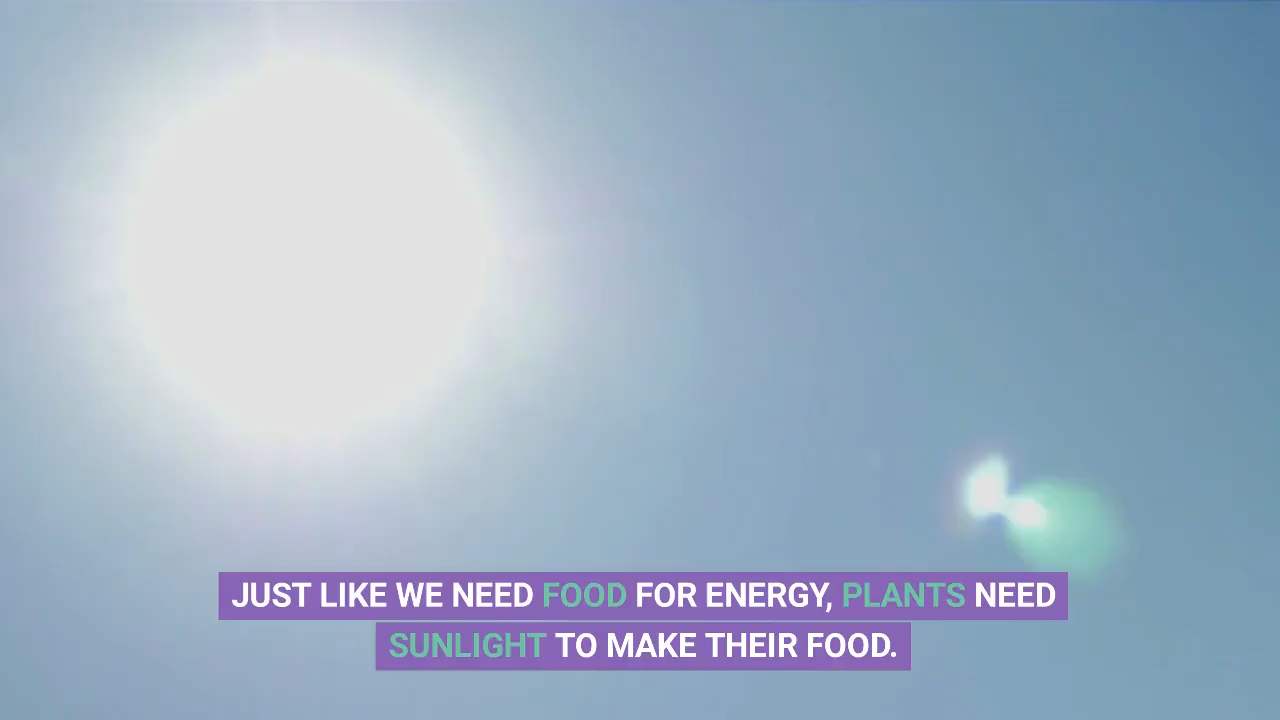 JUST LIKE WE NEED FOOD FOR ENERGY, PLANTS NEED
SUNLIGHT TO MAKE THEIR FOOD.